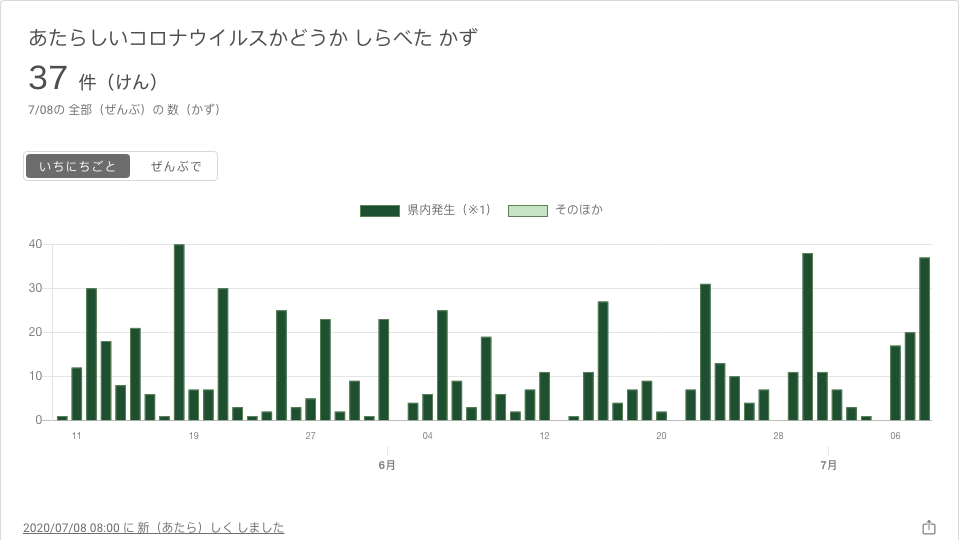 あたらしいコロナウイルスかどうか しらべた かず
37 件（けん）
7/08の 全部（ぜんぶ）の 数（かず）
いちにちごと ぜんぶで
県内発生（※1） そのほか
40
30
20
10
0
11 19 27 04 12 20 28 06
6月 7月
2020/07/08 08:00 に 新（あたら）しく しました